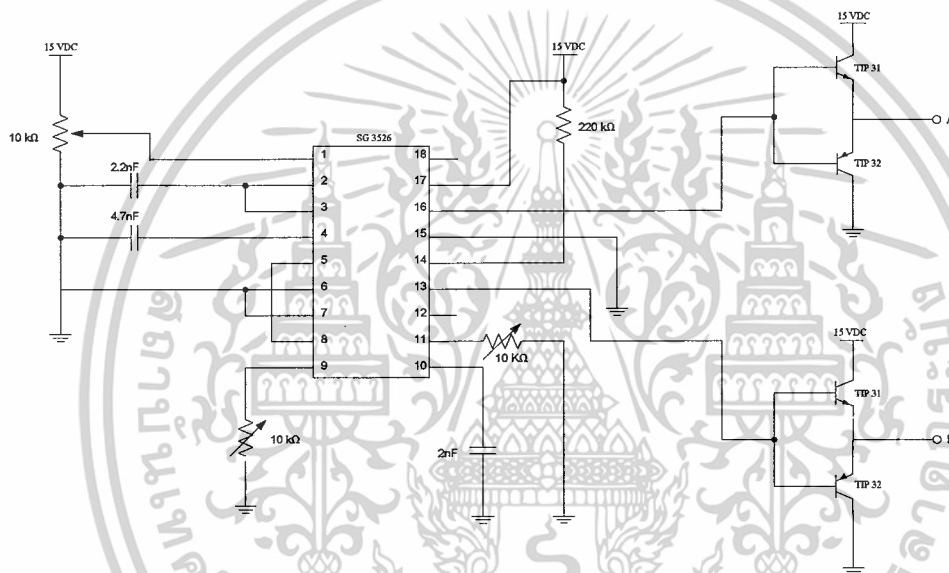 15 VDC
10 kΩ
2.2nF
4.7nF
SG 3526
1
2
3
4
5
6
7
8
9
18
17
16
15
14
13
12
11
10
10 kΩ
2nF
10 KΩ
15 VDC
220 kΩ
15 VDC
TIP 31
TIP 32
A
15 VDC
TIP 31
TIP 32